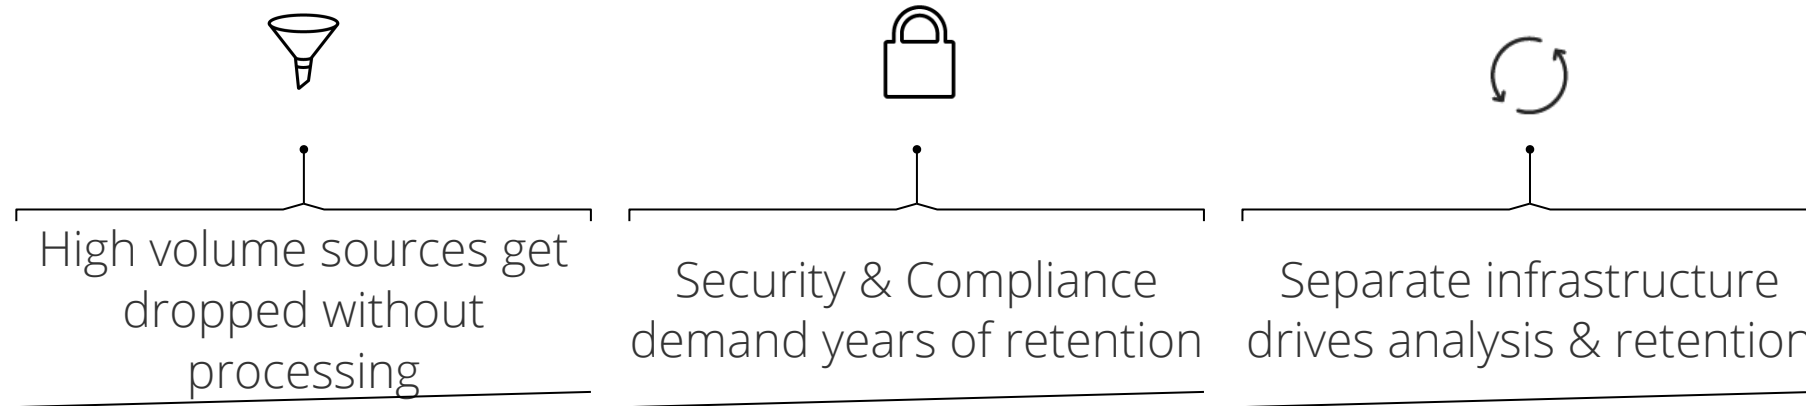 High volume sources get
dropped without
processing
Security & Compliance
demand years of retention
Separate infrastructure
drives analysis & retention